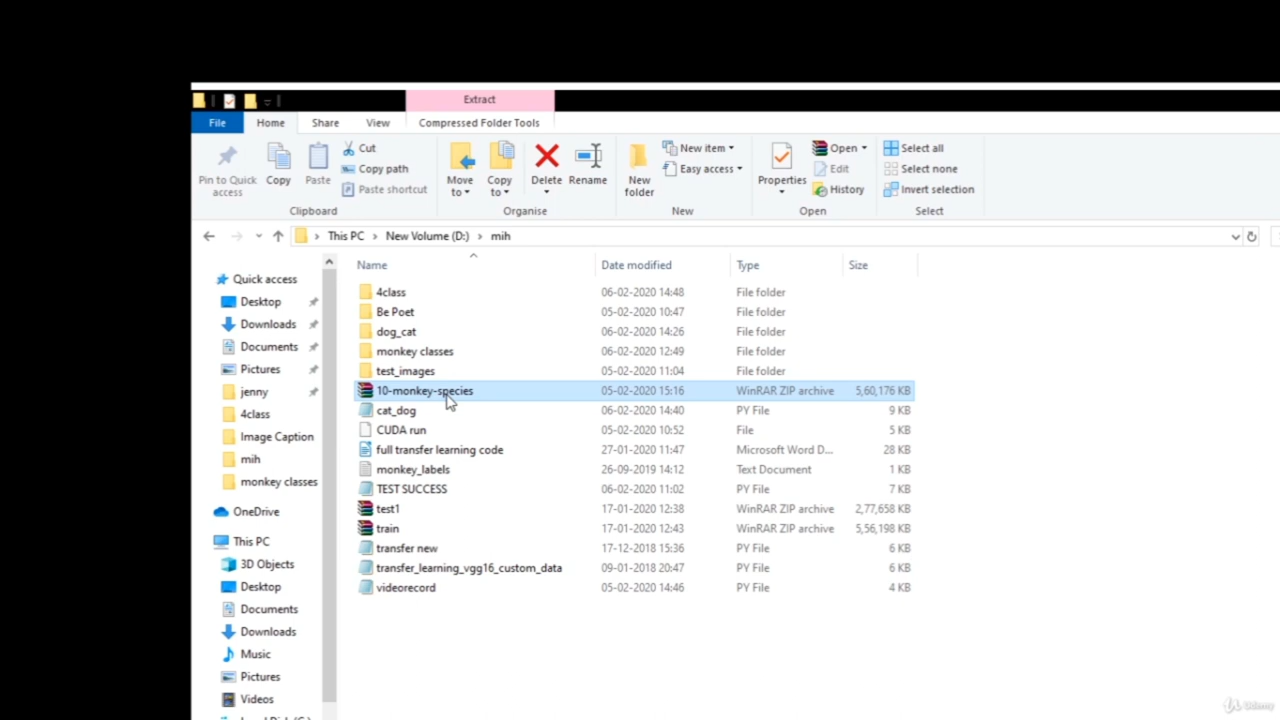 Extract
File Home Share View Compressed Folder Tools
Pin to Quick access
Copy
Paste
Cut
Copy path
Paste shortcut
Clipboard
Move to
Copy to
Delete
Rename
Organise
New folder
New item
Easy access
New
Properties
Open
Edit
History
Open
Select all
Select none
Invert selection
Select
This PC > New Volume (D:) > mih
Name Date modified Type Size
Quick access
Desktop
Downloads
Documents
Pictures
jenny
4class
Image Caption
mih
monkey classes
OneDrive
This PC
3D Objects
Desktop
Documents
Downloads
Music
Pictures
Videos
4class 06-02-2020 14:48 File folder
Be Poet 05-02-2020 10:47 File folder
dog_cat 06-02-2020 14:26 File folder
monkey classes 06-02-2020 12:49 File folder
test_images 05-02-2020 11:04 File folder
10-monkey-species 05-02-2020 15:16 WinRAR ZIP archive 5,60,176 KB
cat_dog 06-02-2020 14:40 PY File 9 KB
CUDA run 05-02-2020 10:52 File 5 KB
full transfer learning code 27-01-2020 11:47 Microsoft Word D... 28 KB
monkey_labels 26-09-2019 14:12 Text Document 1 KB
TEST SUCCESS 06-02-2020 11:02 PY File 7 KB
test1 17-01-2020 12:38 WinRAR ZIP archive 2,77,658 KB
train 17-01-2020 12:43 WinRAR ZIP archive 5,56,198 KB
transfer new 17-12-2018 15:36 PY File 6 KB
transfer_learning_vgg16_custom_data 09-01-2018 20:47 PY File 6 KB
videorecord 05-02-2020 14:46 PY File 4 KB
Udemy